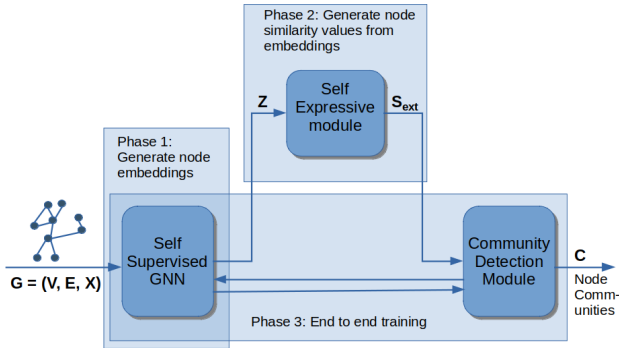 Phase 2: Generate node
similarity values from
embeddings
Z
Self
Expressive
module
Sext
Phase 1:
Generate node
embeddings
Self
Supervised
GNN
Community
Detection
Module
C
G = (V, E, X)
Node
Comm-
unities
Phase 3: End to end training